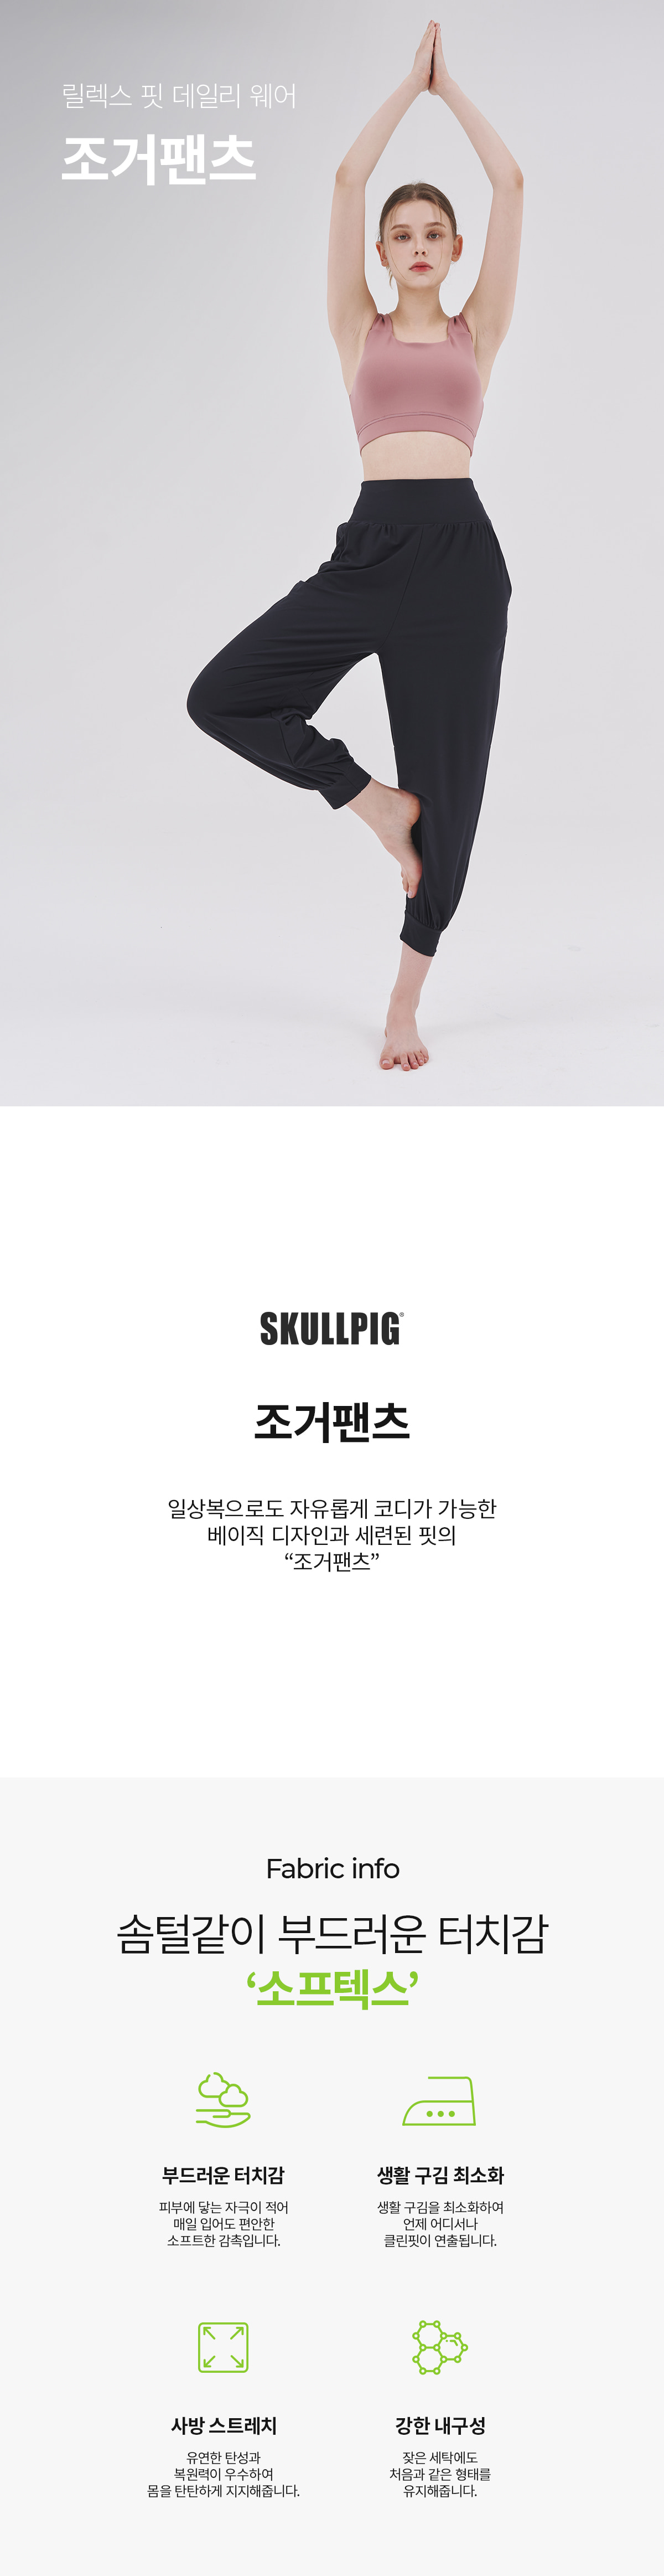 릴렉스 핏 데일리 웨어
조거팬츠
SKULLPIG®
조거팬츠
일상복으로도 자유롭게 코디가 가능한
베이직 디자인과 세련된 핏의
“조거팬츠”
Fabric info
솜털같이 부드러운 터치감
‘소프텍스’
부드러운 터치감
피부에 닿는 자극이 적어
매일 입어도 편안한
소프트한 감촉입니다.
생활 구김 최소화
생활 구김을 최소화하여
언제 어디서나
클린핏이 연출됩니다.
사방 스트레치
유연한 탄성과
복원력이 우수하여
몸을 탄탄하게 지지해줍니다.
강한 내구성
잦은 세탁에도
처음과 같은 형태를
유지해줍니다.